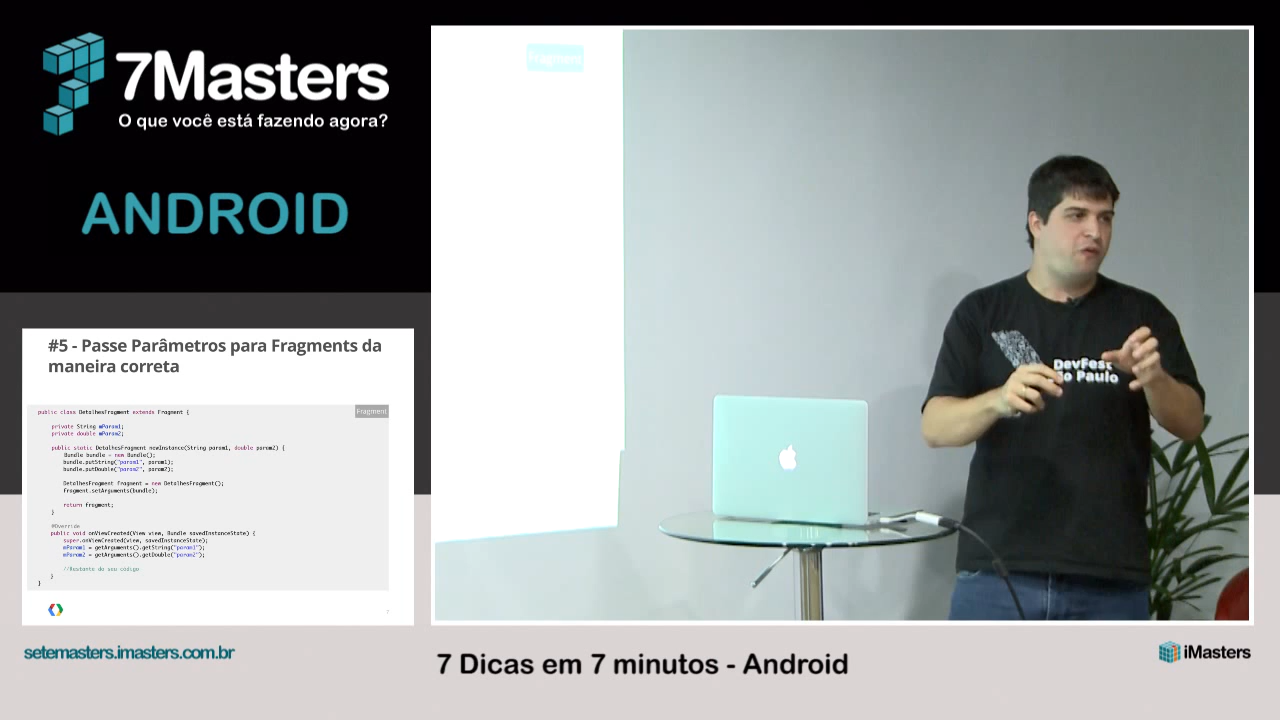 7Masters
O que você está fazendo agora?
ANDROID
#5 - Passe Parâmetros para Fragments da
maneira correta
Fragment
public class DetalhesFragment extends Fragment {
private String mParam1;
private double mParam2;
public static DetalhesFragment newInstance(String param1, double param2) {
Bundle bundle = new Bundle();
bundle.putString("param1", param1);
bundle.putDouble("param2", param2);
DetalhesFragment fragment = new DetalhesFragment();
fragment.setArguments(bundle);
return fragment;
}
@Override
public void onViewCreated(View view, Bundle savedInstanceState) {
super.onViewCreated(view, savedInstanceState);
mParam1 = getArguments().getString("param1");
mParam2 = getArguments().getDouble("param2");
//Restante do seu código
}
}
Fragment
DevFest
o Paulo
setemasters.imasters.com.br
7 Dicas em 7 minutos - Android
iMasters